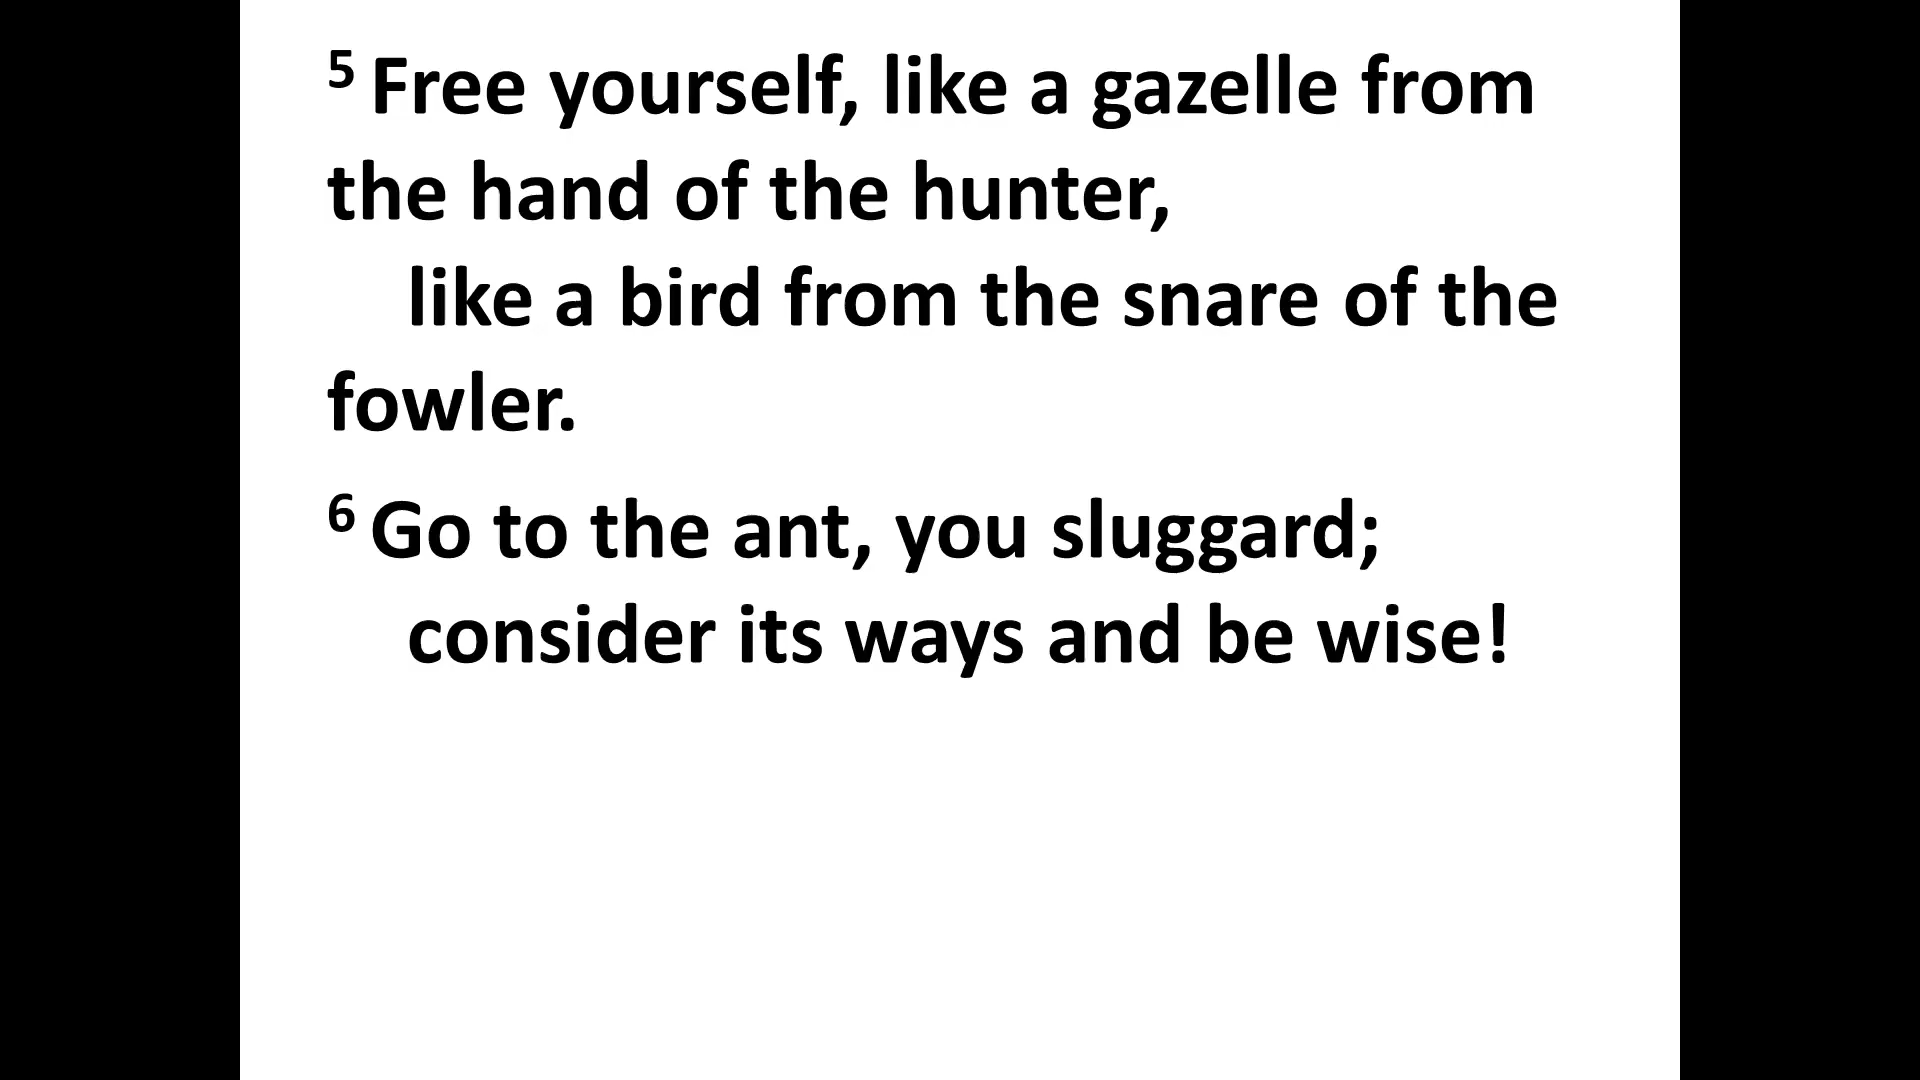 5 Free yourself, like a gazelle from
the hand of the hunter,
like a bird from the snare of the
fowler.
6 Go to the ant, you sluggard;
consider its ways and be wise!